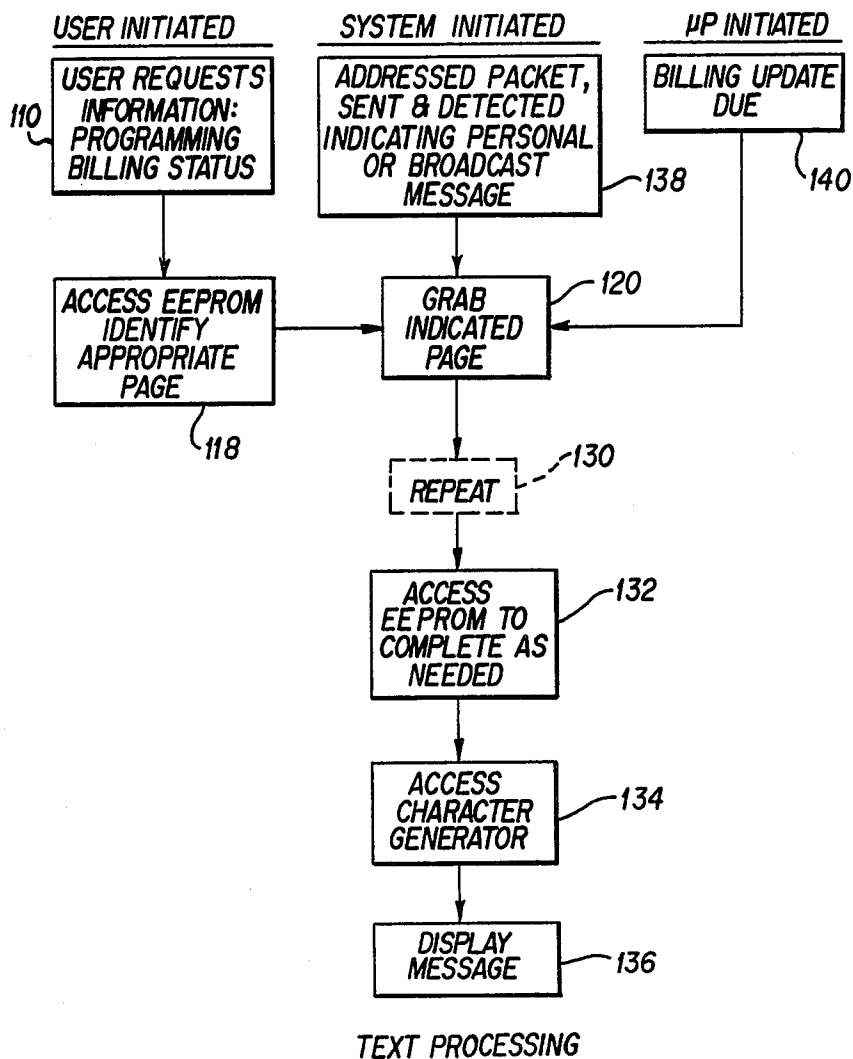 USER INITIATED
SYSTEM INITIATED
µP INITIATED
110
USER REQUESTS
INFORMATION:
PROGRAMMING
BILLING STATUS
ADDRESSED PACKET,
SENT & DETECTED
INDICATING PERSONAL
OR BROADCAST
MESSAGE
138
BILLING UPDATE
DUE
140
ACCESS EEPROM
IDENTIFY
APPROPRIATE
PAGE
118
GRAB
INDICATED
PAGE
120
REPEAT
130
ACCESS
EEPROM TO
COMPLETE AS
NEEDED
132
ACCESS
CHARACTER
GENERATOR
134
DISPLAY
MESSAGE
136
TEXT PROCESSING